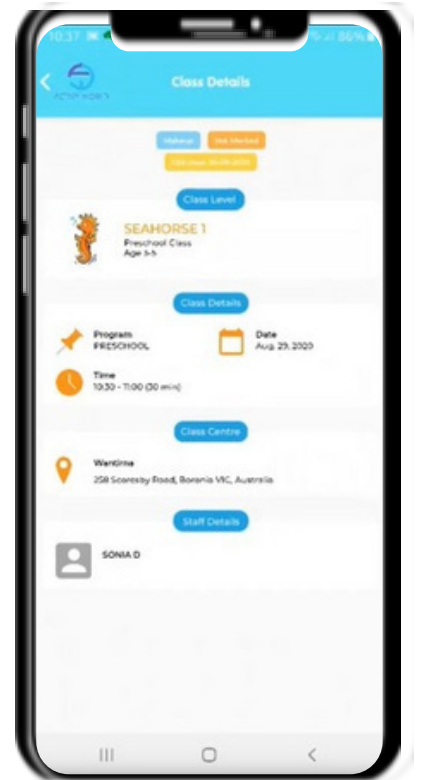 10:37
86%
Class Details
Makeup
Not Marked
Class Level
SEAHORSE 1
Preschool Class
Age 3-5
Class Details
Program
PRESCHOOL
Date
Aug. 29, 2020
Time
10:30 - 11:00 (30 min)
Class Centre
Wantirna
258 Scoresby Road, Boronia VIC, Australia
Staff Details
SONIA D